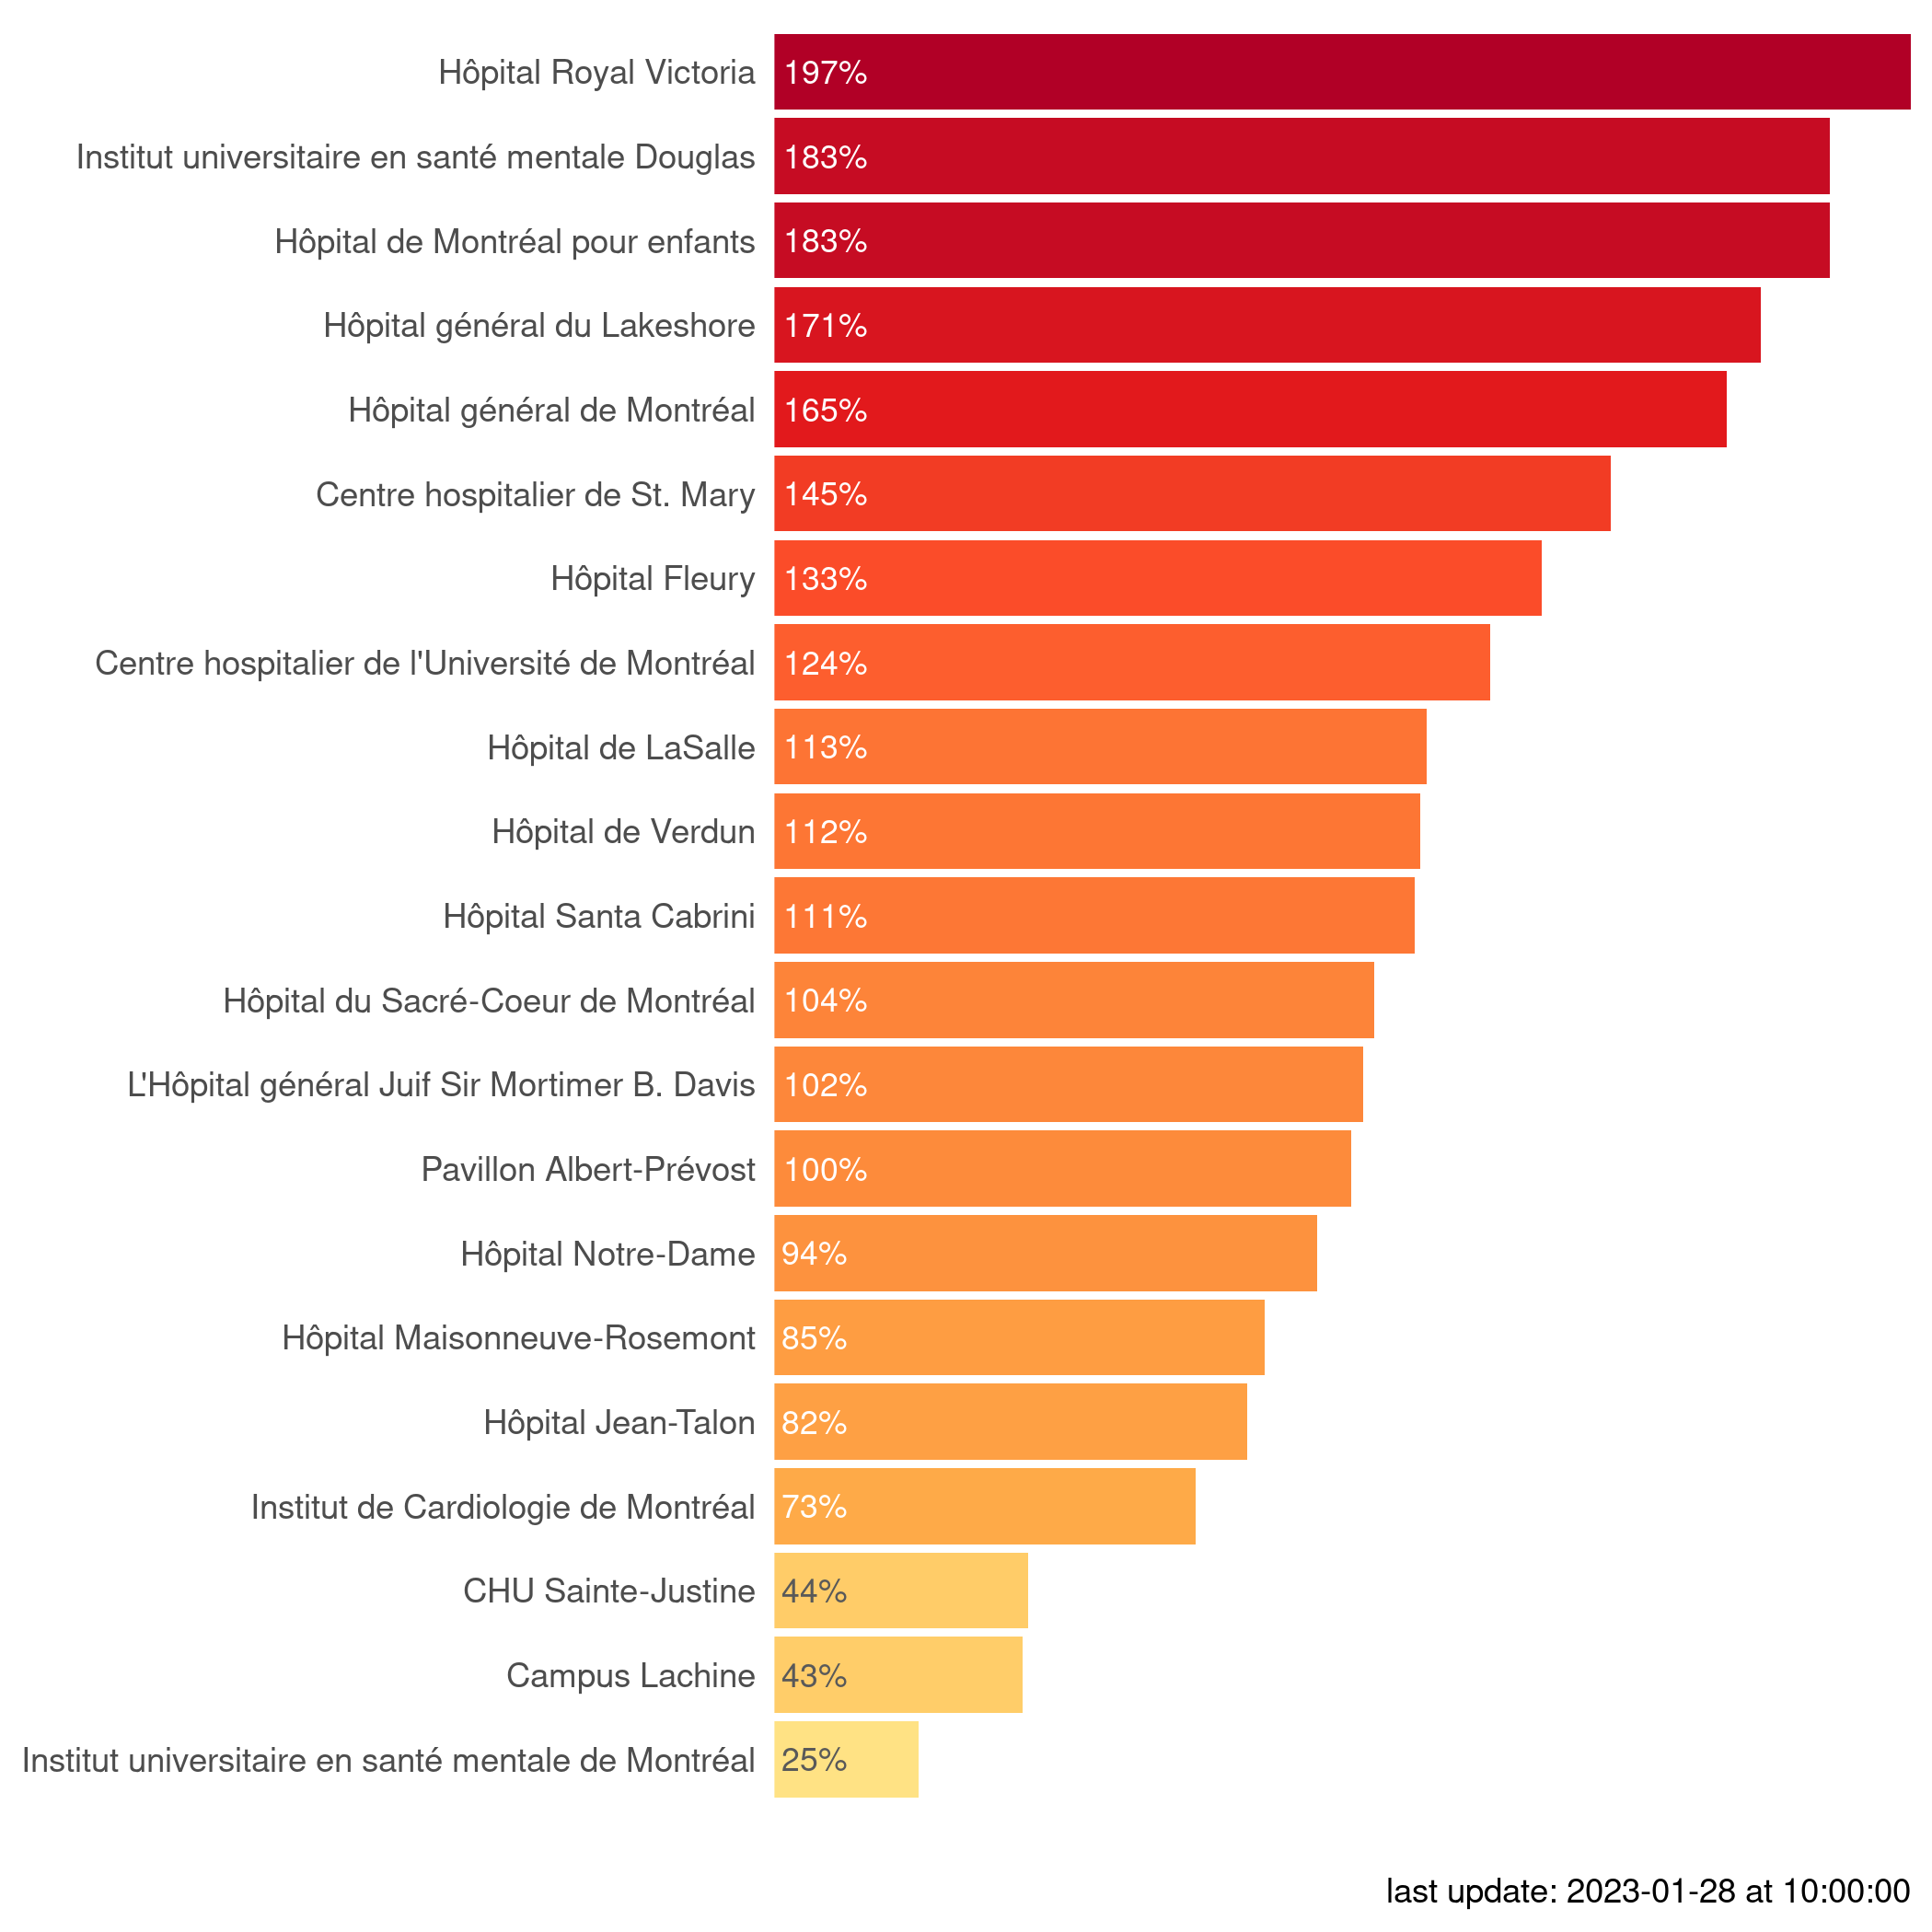 Hôpital Royal Victoria 197%
Institut universitaire en santé mentale Douglas 183%
Hôpital de Montréal pour enfants 183%
Hôpital général du Lakeshore 171%
Hôpital général de Montréal 165%
Centre hospitalier de St. Mary 145%
Hôpital Fleury 133%
Centre hospitalier de l'Université de Montréal 124%
Hôpital de LaSalle 113%
Hôpital de Verdun 112%
Hôpital Santa Cabrini 111%
Hôpital du Sacré-Coeur de Montréal 104%
L'Hôpital général Juif Sir Mortimer B. Davis 102%
Pavillon Albert-Prévost 100%
Hôpital Notre-Dame 94%
Hôpital Maisonneuve-Rosemont 85%
Hôpital Jean-Talon 82%
Institut de Cardiologie de Montréal 73%
CHU Sainte-Justine 44%
Campus Lachine 43%
Institut universitaire en santé mentale de Montréal 25%
last update: 2023-01-28 at 10:00:00